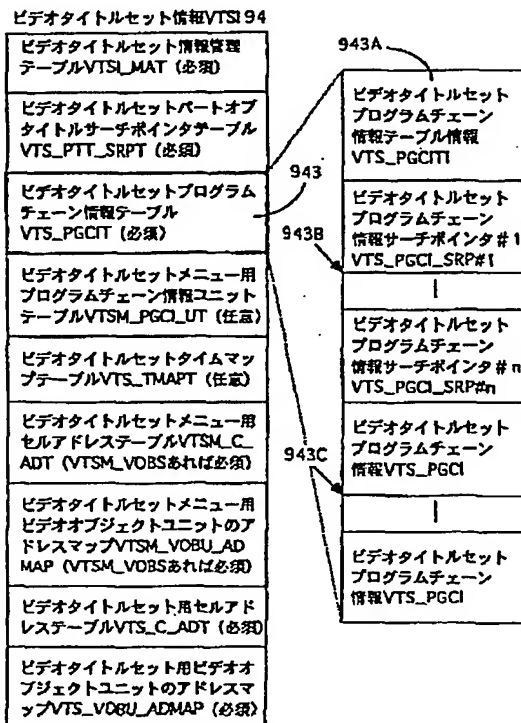 ビデオタイトルセット情報VTSI 94
ビデオタイトルセット情報管理
テーブルVTSI_MAT（必須）
ビデオタイトルセットパートオブ
タイトルサーチポインタテーブル
VTS_PTT_SRPT（必須）
ビデオタイトルセットプログラム
チェーン情報テーブル
VTS_PGCIT（必須）
ビデオタイトルセットメニュー用
プログラムチェーン情報ユニット
テーブルVTSM_PGCI_UT（任意）
ビデオタイトルセットタイムマッ
プテーブルVTS_TMAPT（任意）
ビデオタイトルセットメニュー用
セルアドレステーブルVTSM_C_
ADT（VTSM_VOBSあれば必須）
ビデオタイトルセットメニュー用
ビデオオブジェクトユニットのア
ドレスマップVTSM_VOBU_AD
MAP（VTSM_VOBSあれば必須）
ビデオタイトルセット用セルアド
レステーブルVTS_C_ADT（必須）
ビデオタイトルセット用ビデオオ
ブジェクトユニットのアドレスマ
ップVTS_VOBU_ADMAP（必須）
943
943A
ビデオタイトルセット
プログラムチェーン
情報テーブル情報
VTS_PGCITI
943B
ビデオタイトルセット
プログラムチェーン
情報サーチポインタ＃1
VTS_PGCI_SRP#1
ビデオタイトルセット
プログラムチェーン
情報サーチポインタ＃n
VTS_PGCI_SRP#n
943C
ビデオタイトルセット
プログラムチェーン
情報VTS_PGCI
ビデオタイトルセット
プログラムチェーン
情報VTS_PGCI